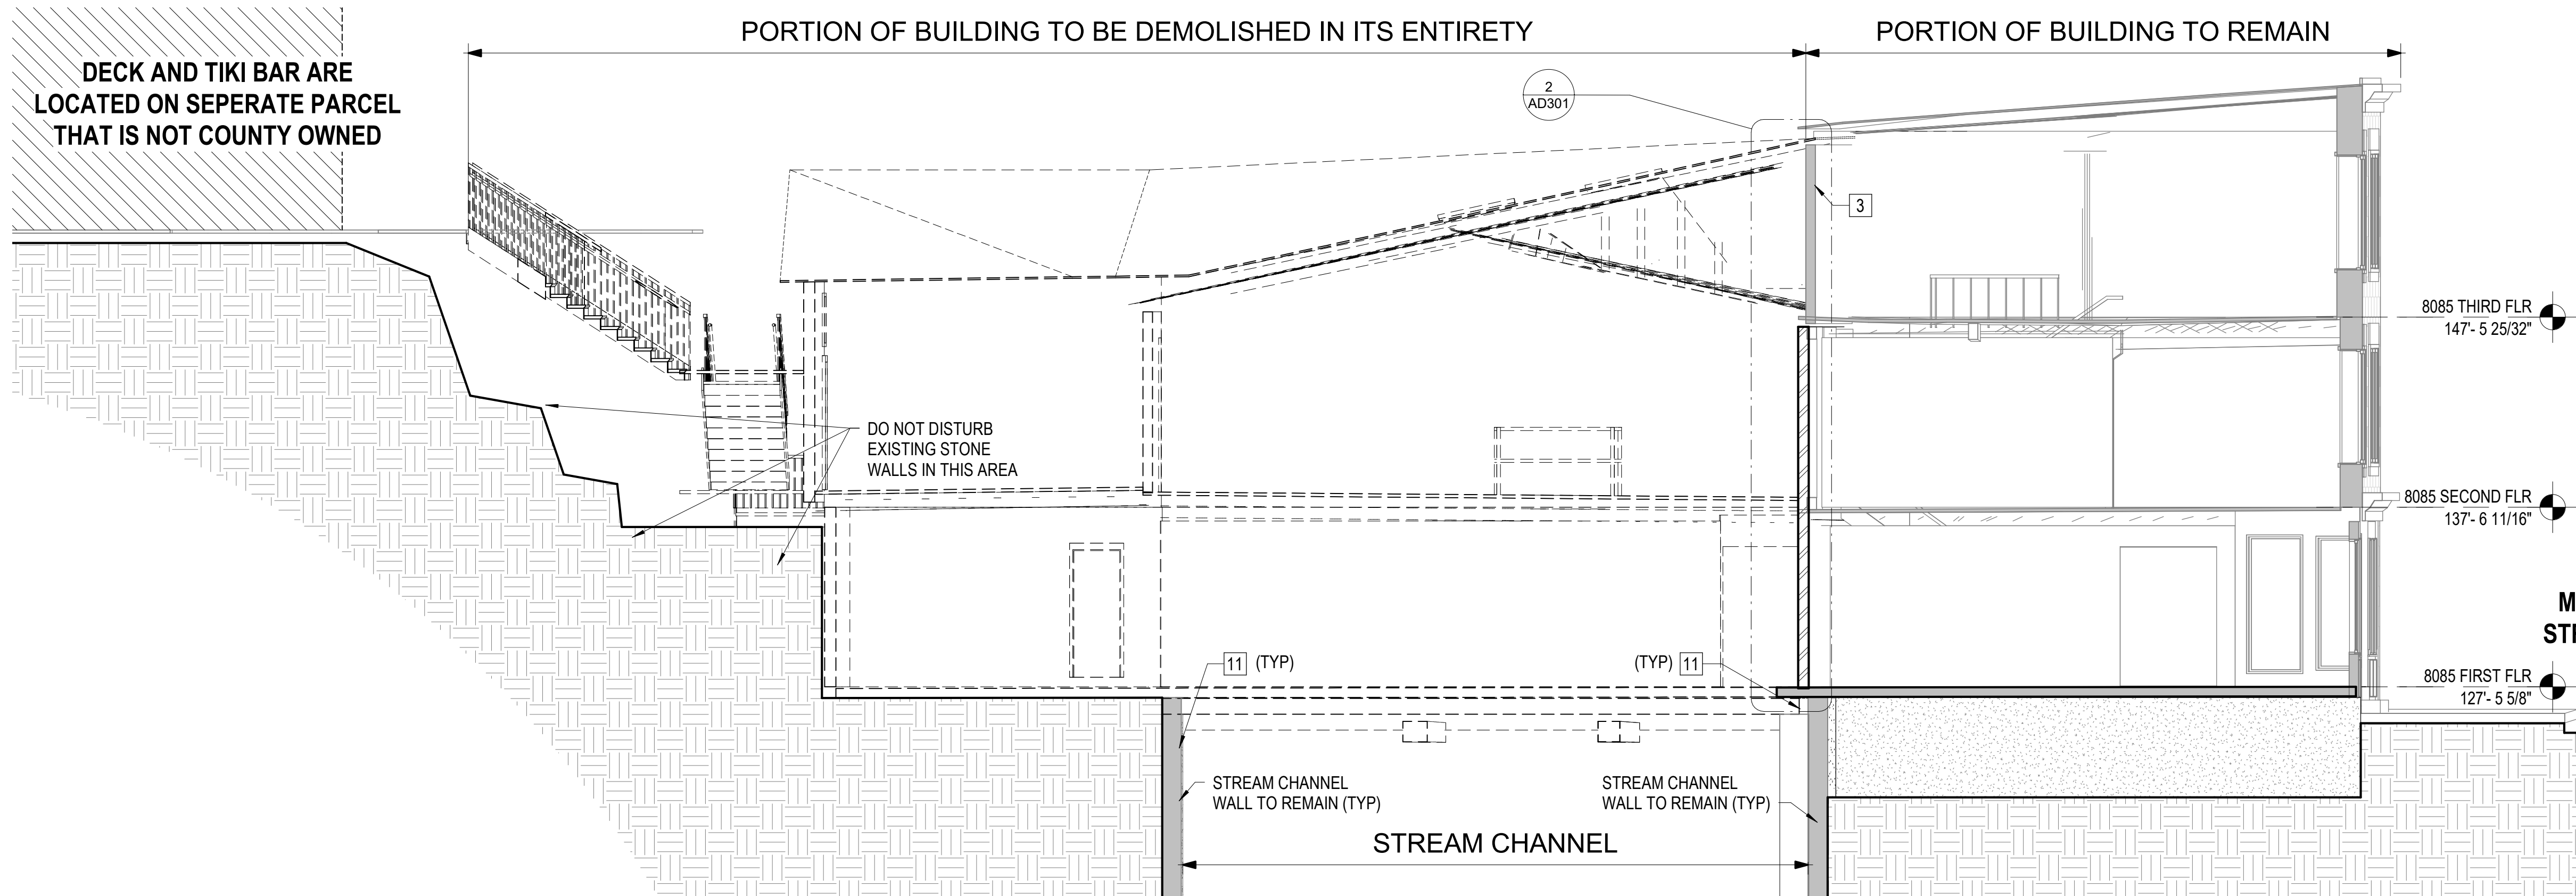 PORTION OF BUILDING TO BE DEMOLISHED IN ITS ENTIRETY
PORTION OF BUILDING TO REMAIN
DECK AND TIKI BAR ARE
LOCATED ON SEPERATE PARCEL
THAT IS NOT COUNTY OWNED
2
AD301
3
8085 THIRD FLR
147'- 5 25/32"
DO NOT DISTURB
EXISTING STONE
WALLS IN THIS AREA
8085 SECOND FLR
137'- 6 11/16"
M
ST
11 (TYP)
(TYP) 11
8085 FIRST FLR
127'- 5 5/8"
STREAM CHANNEL
WALL TO REMAIN (TYP)
STREAM CHANNEL
WALL TO REMAIN (TYP)
STREAM CHANNEL